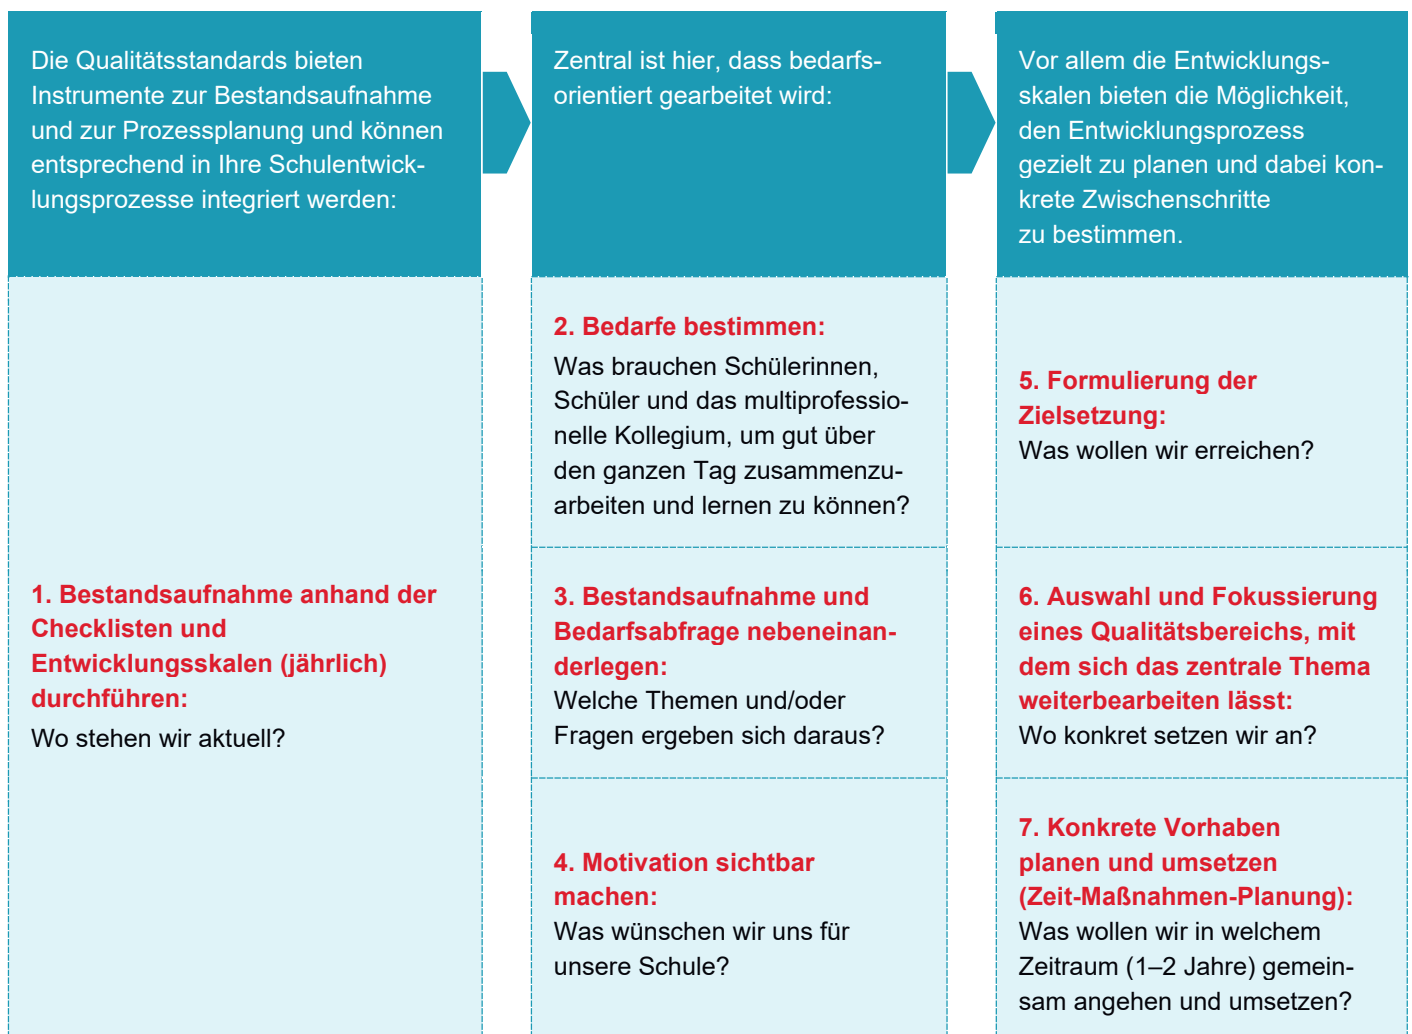 Die Qualitätsstandards bieten
Instrumente zur Bestandsaufnahme
und zur Prozessplanung und können
entsprechend in Ihre Schulentwick-
lungsprozesse integriert werden:
1. Bestandsaufnahme anhand der
Checklisten und
Entwicklungsskalen (jährlich)
durchführen:
Wo stehen wir aktuell?
Zentral ist hier, dass bedarfs-
orientiert gearbeitet wird:
2. Bedarfe bestimmen:
Was brauchen Schülerinnen,
Schüler und das multiprofessio-
nelle Kollegium, um gut über
den ganzen Tag zusammenzu-
arbeiten und lernen zu können?
3. Bestandsaufnahme und
Bedarfsabfrage nebeneinan-
derlegen:
Welche Themen und/oder
Fragen ergeben sich daraus?
4. Motivation sichtbar
machen:
Was wünschen wir uns für
unsere Schule?
Vor allem die Entwicklungs-
skalen bieten die Möglichkeit,
den Entwicklungsprozess
gezielt zu planen und dabei kon-
krete Zwischenschritte
zu bestimmen.
5. Formulierung der
Zielsetzung:
Was wollen wir erreichen?
6. Auswahl und Fokussierung
eines Qualitätsbereichs, mit
dem sich das zentrale Thema
weiterbearbeiten lässt:
Wo konkret setzen wir an?
7. Konkrete Vorhaben
planen und umsetzen
(Zeit-Maßnahmen-Planung):
Was wollen wir in welchem
Zeitraum (1–2 Jahre) gemein-
sam angehen und umsetzen?